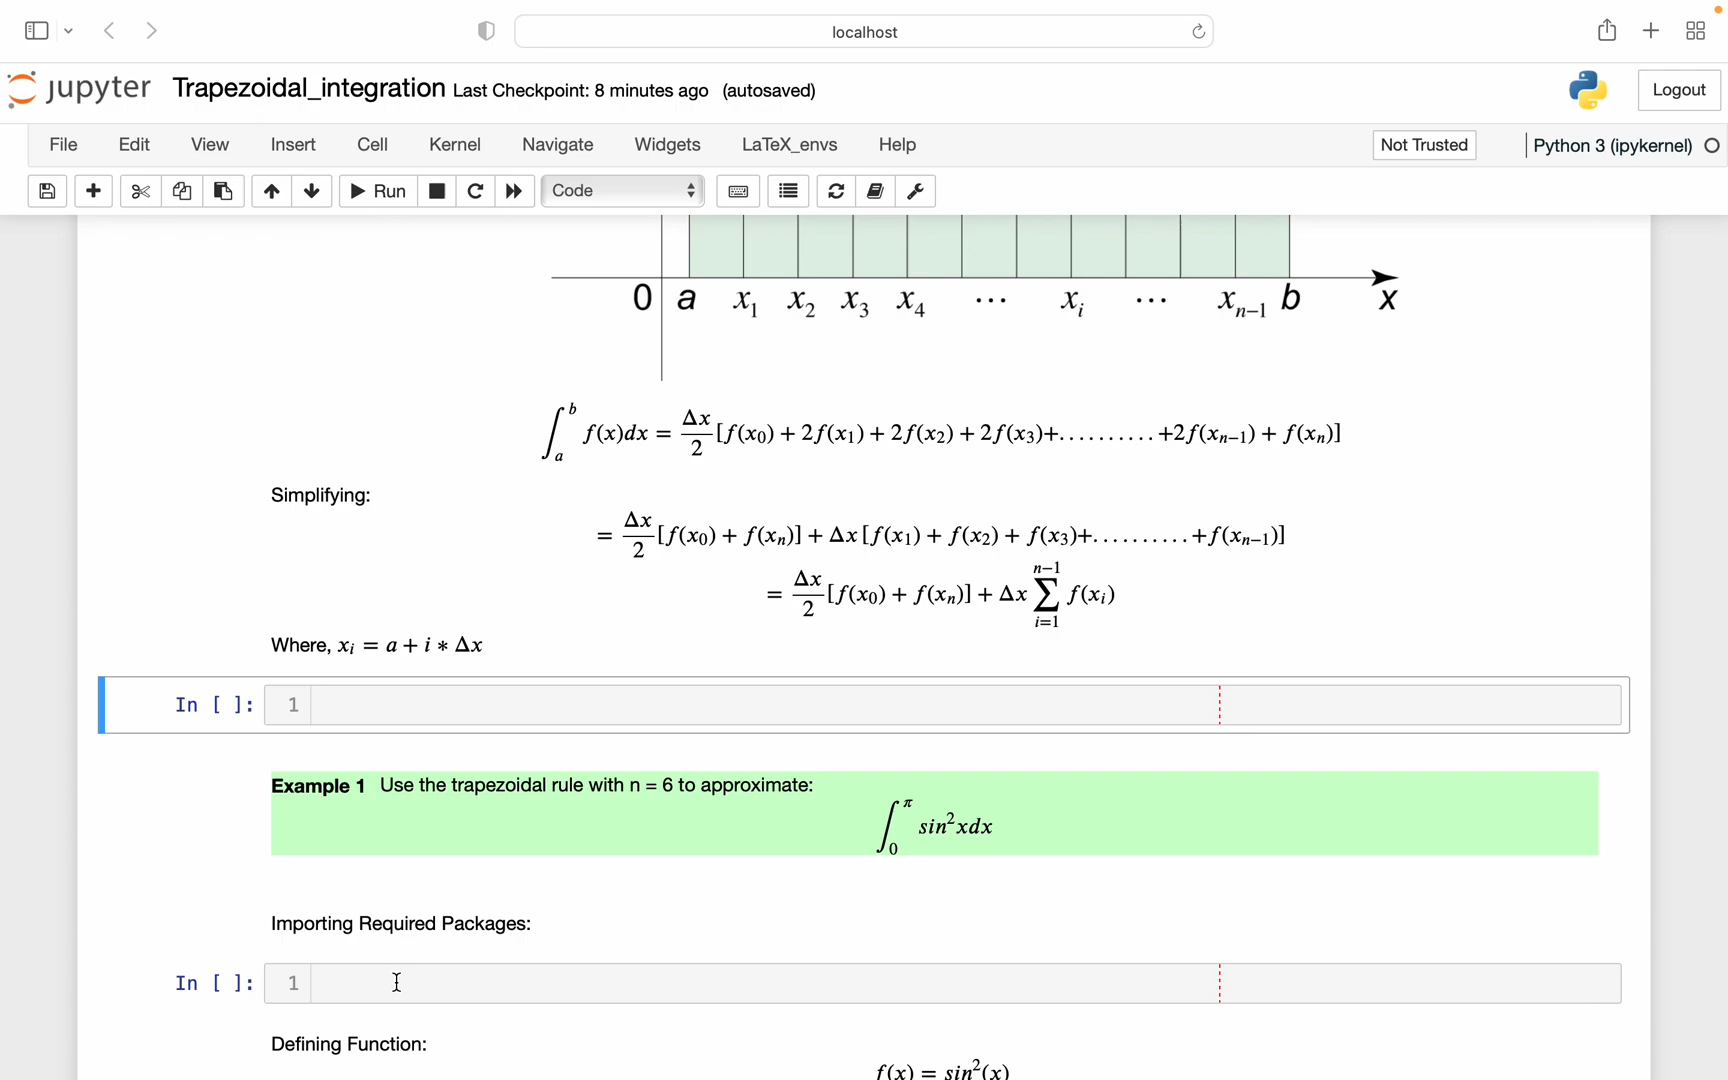 localhost
jupyter Trapezoidal_integration Last Checkpoint: 8 minutes ago (autosaved)
Logout
File Edit View Insert Cell Kernel Navigate Widgets LaTeX_envs Help
Not Trusted
Python 3 (ipykernel)
Run
Code
0 a x₁ x₂ x₃ x₄ ... xᵢ ... xₙ₋₁ b x
∫ₐᵇ f(x)dx = Δx/2 [f(x₀) + 2f(x₁) + 2f(x₂) + 2f(x₃)+..........+2f(xₙ₋₁) + f(xₙ)]
Simplifying:
= Δx/2 [f(x₀) + f(xₙ)] + Δx[f(x₁) + f(x₂) + f(x₃)+..........+f(xₙ₋₁)]
= Δx/2 [f(x₀) + f(xₙ)] + Δx ∑ᵢ₌₁ⁿ⁻¹ f(xᵢ)
Where, xᵢ = a + i ∗ Δx
In [ ]: 1
Example 1 Use the trapezoidal rule with n = 6 to approximate:
∫₀^π sin²xdx
Importing Required Packages:
In [ ]: 1
Defining Function:
f(x) = sin²(x)